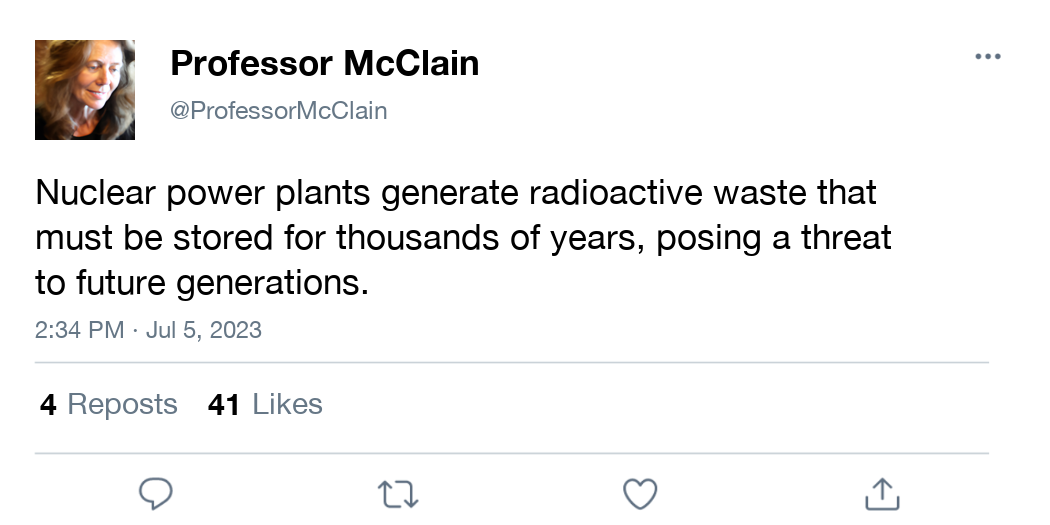 Professor McClain
@ProfessorMcClain
Nuclear power plants generate radioactive waste that
must be stored for thousands of years, posing a threat
to future generations.
2:34 PM · Jul 5, 2023
4 Reposts 41 Likes